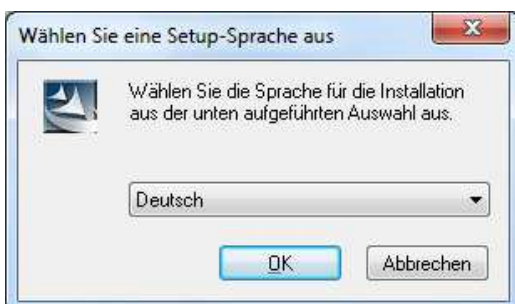 Wählen Sie eine Setup-Sprache aus
Wählen Sie die Sprache für die Installation
aus der unten aufgeführten Auswahl aus.
Deutsch
OK
Abbrechen